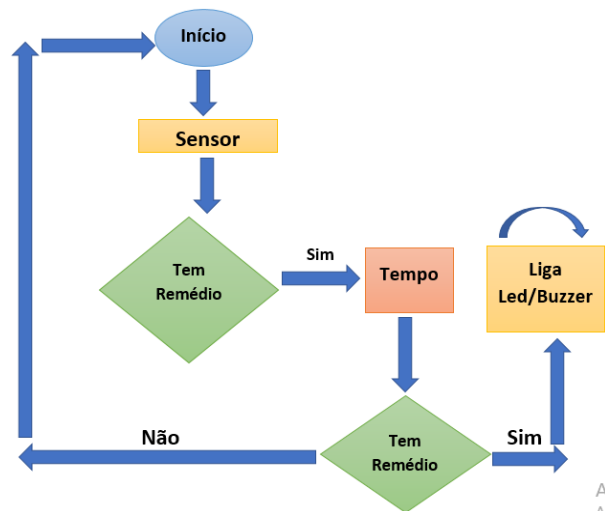 Início
Sensor
Tem
Remédio
Sim
Tempo
Liga
Led/Buzzer
Não
Tem
Remédio
Sim
A